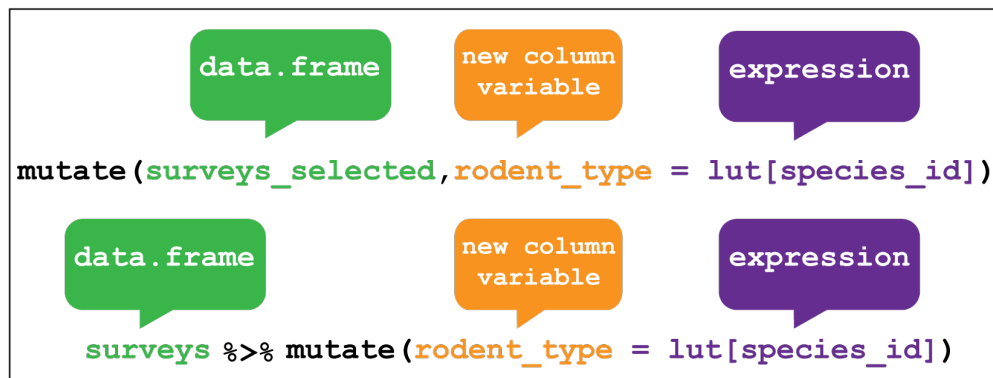 data.frame
new column
variable
expression
mutate(surveys_selected,rodent_type = lut[species_id])
data.frame
new column
variable
expression
surveys %>% mutate(rodent_type = lut[species_id])